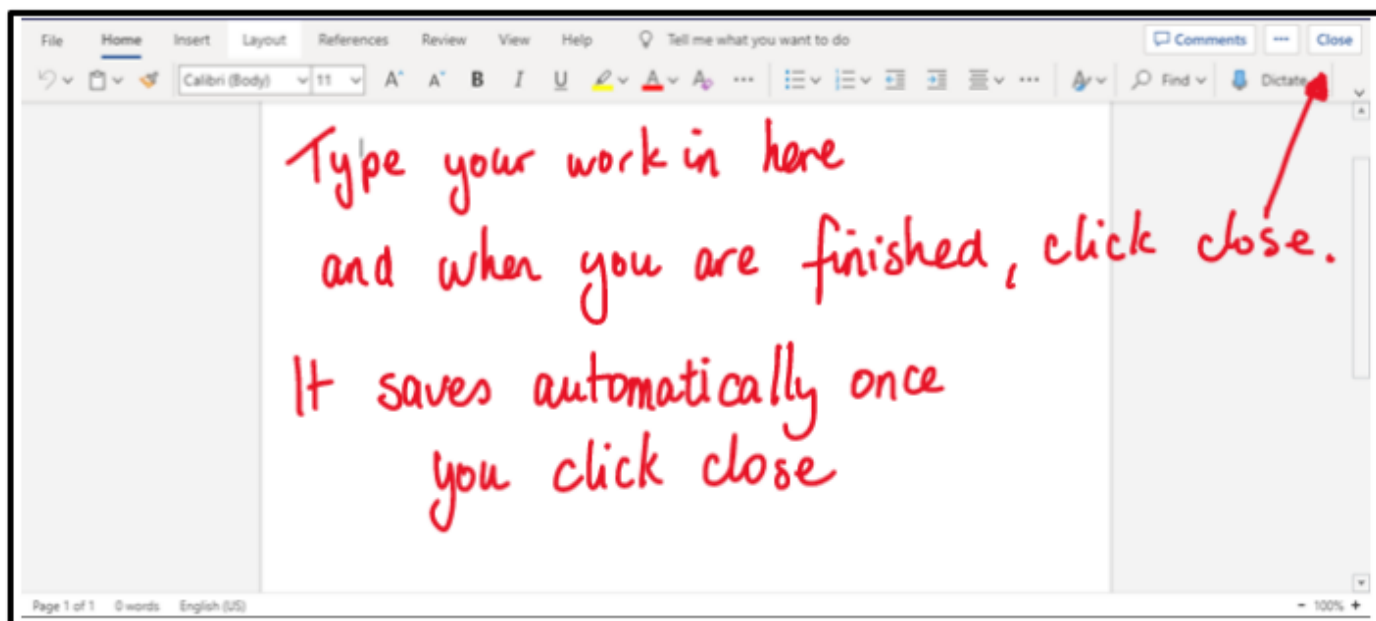 File Home Insert Layout References Review View Help Tell me what you want to do Comments ... Close
Calibri (Body) 11 A A B I U A A ... ... Find Dictate
Type your work in here
and when you are finished, click close.
It saves automatically once
you click close
Page 1 of 1 0 words English (US) - 100% +